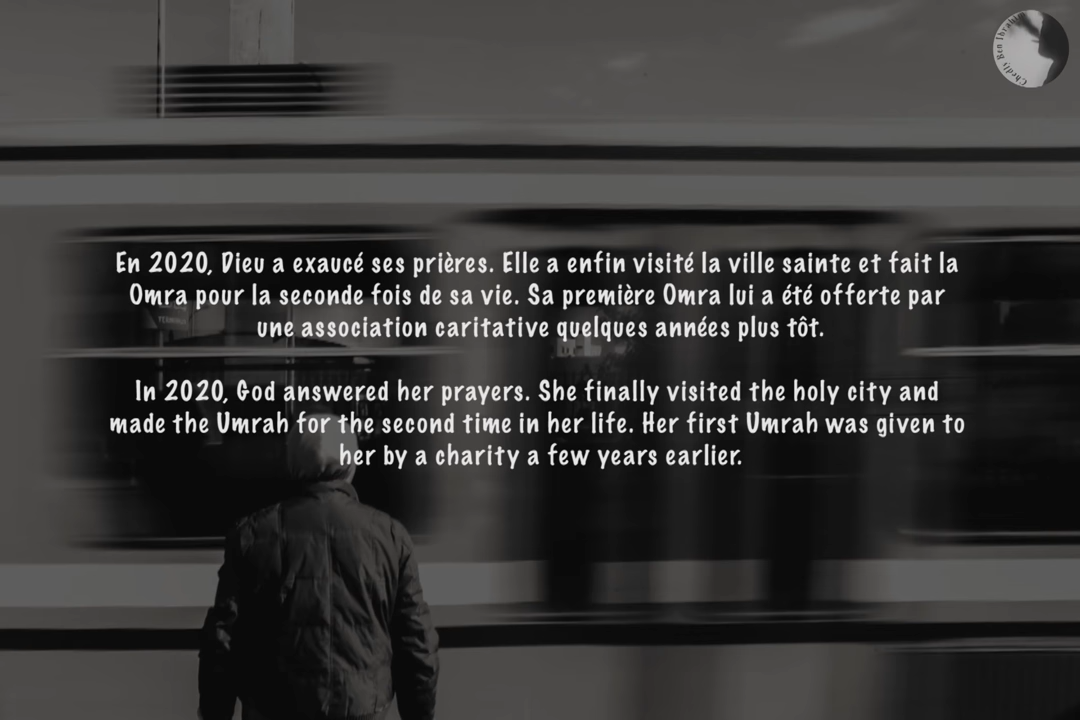 Chedly Ben Ibrahim
En 2020, Dieu a exaucé ses prières. Elle a enfin visité la ville sainte et fait la
Omra pour la seconde fois de sa vie. Sa première Omra lui a été offerte par
une association caritative quelques années plus tôt.
In 2020, God answered her prayers. She finally visited the holy city and
made the Umrah for the second time in her life. Her first Umrah was given to
her by a charity a few years earlier.